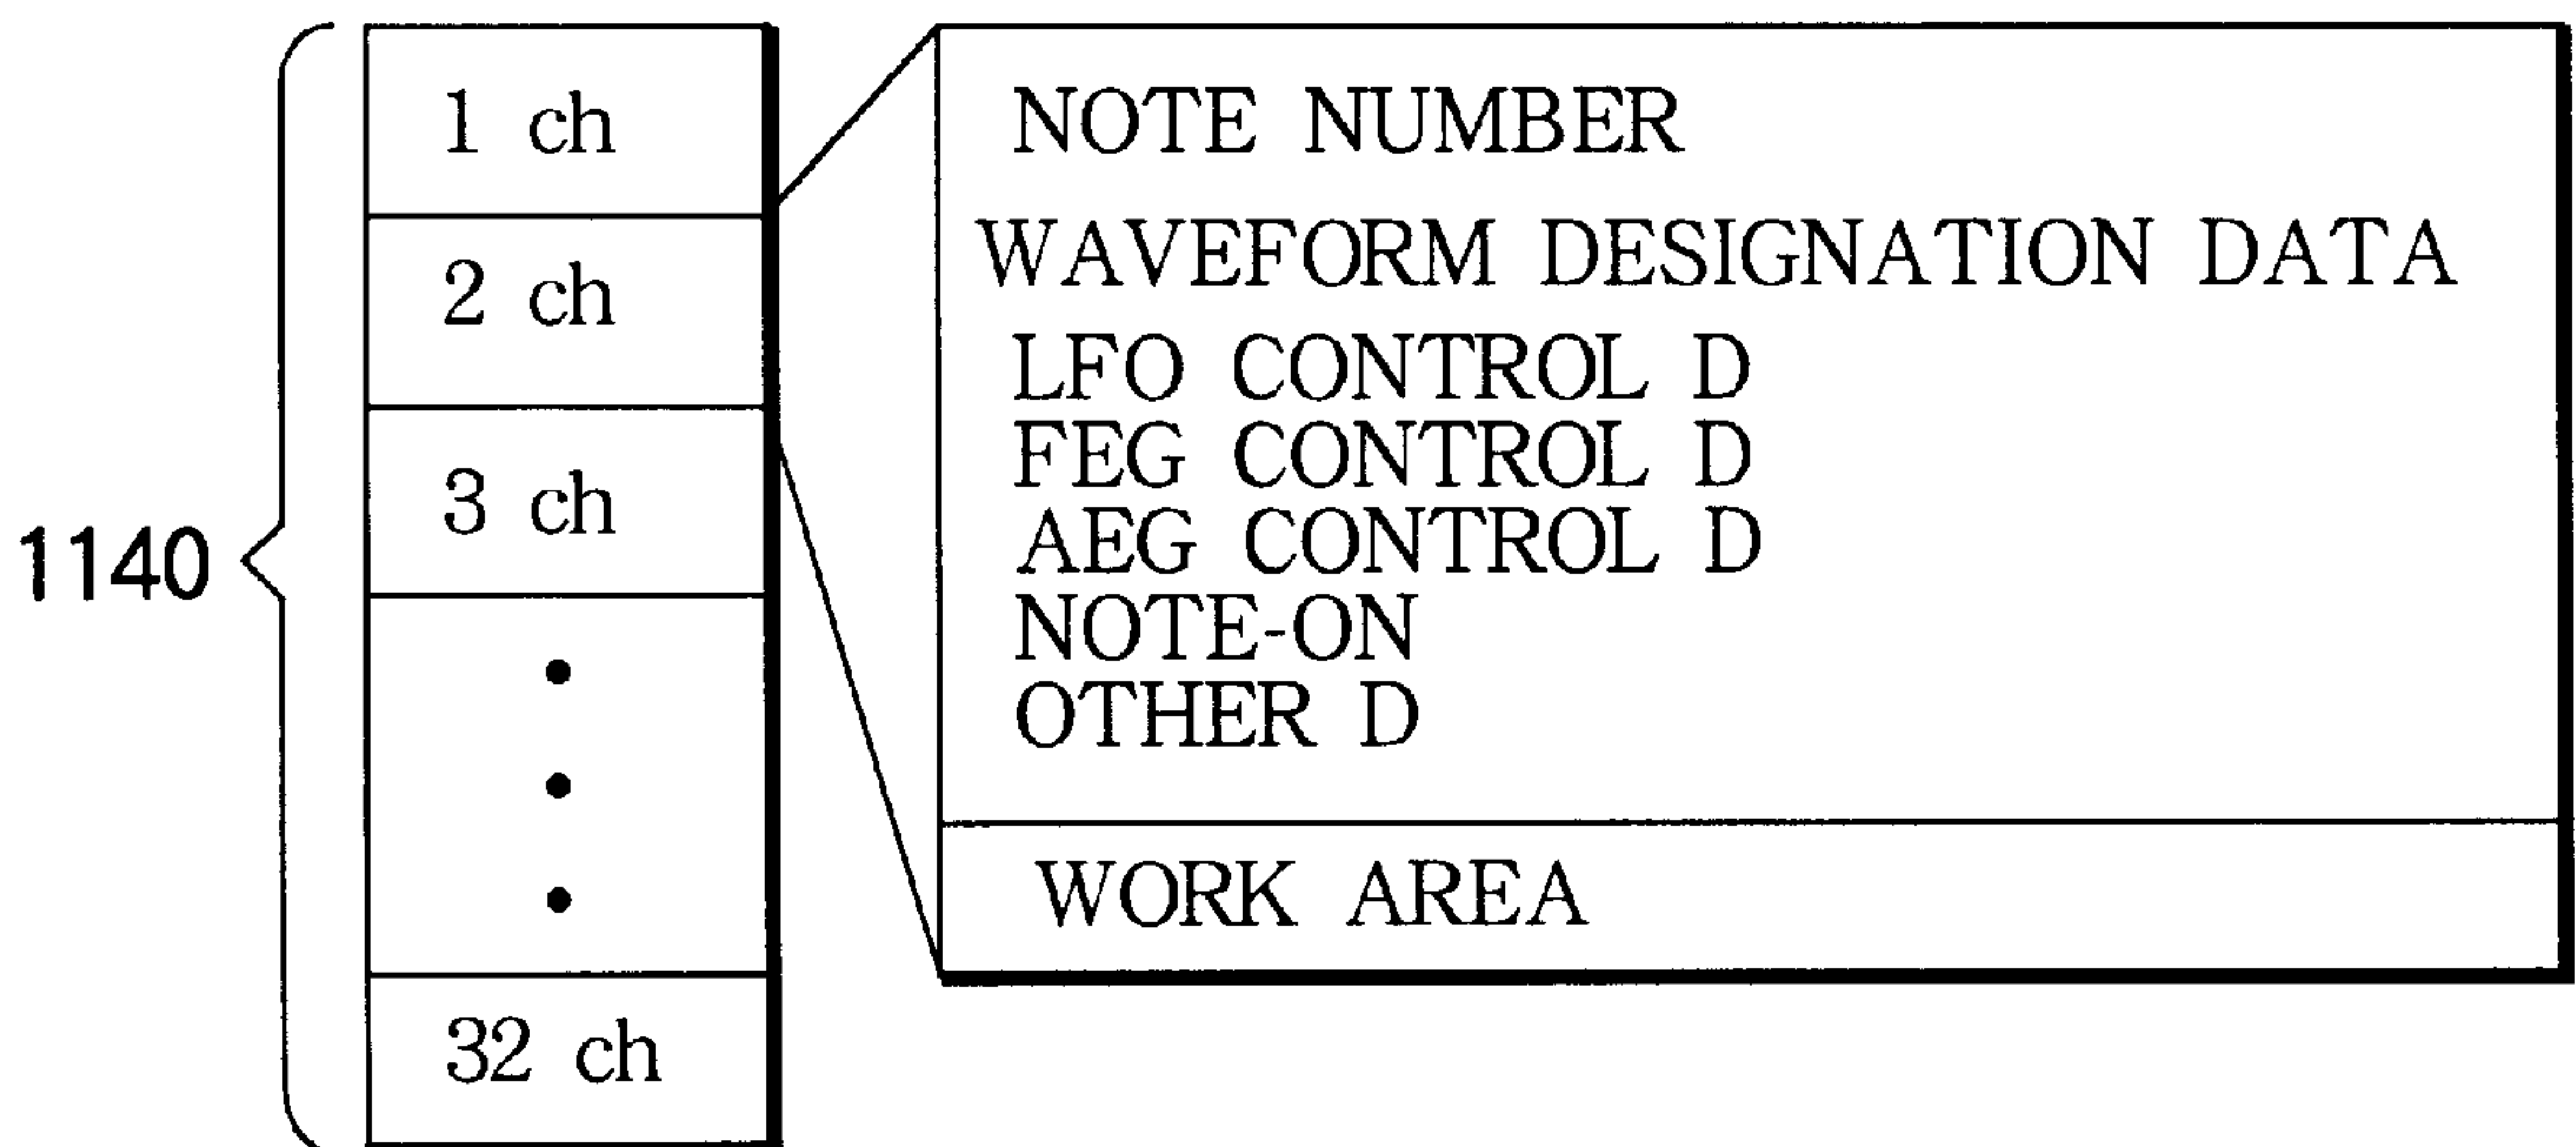 1140
1 ch
2 ch
3 ch
32 ch
NOTE NUMBER
WAVEFORM DESIGNATION DATA
LFO CONTROL D
FEG CONTROL D
AEG CONTROL D
NOTE-ON
OTHER D
WORK AREA